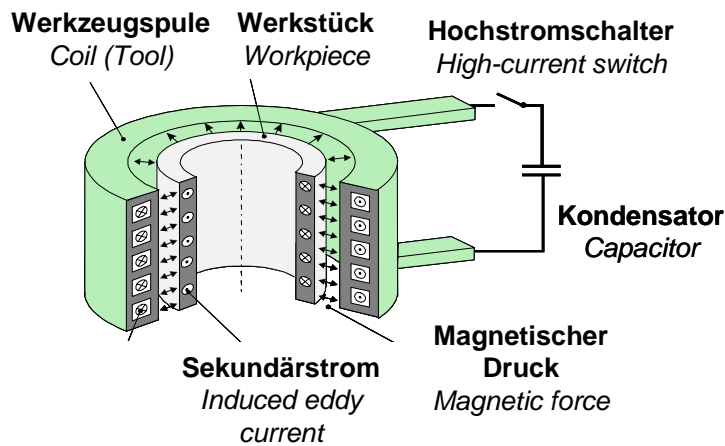 Werkzeugspule
Coil (Tool)
Werkstück
Workpiece
Hochstromschalter
High-current switch
Kondensator
Capacitor
Sekundärstrom
Induced eddy
current
Magnetischer
Druck
Magnetic force